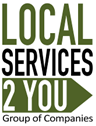 LOCAL
SERVICES
2 YOU
Group of Companies